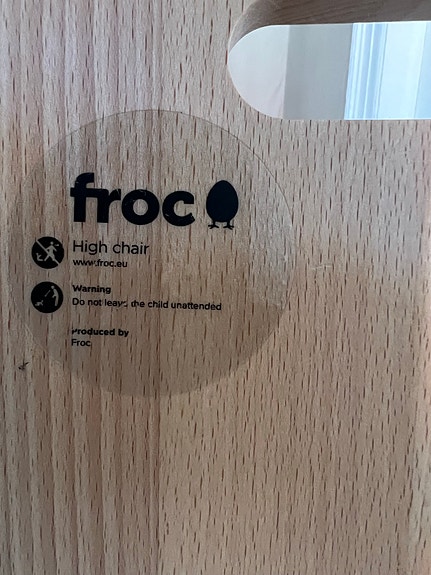 froc
High chair
www.froc.eu
Warning
Do not leave the child unattended
Produced by
Froc